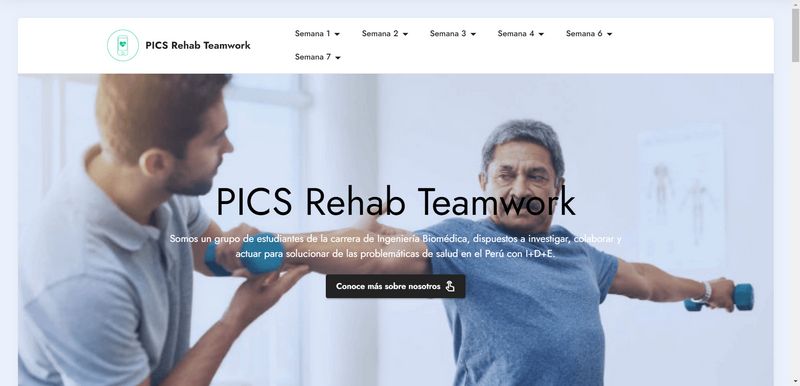 PICS Rehab Teamwork
Semana 1
Semana 2
Semana 3
Semana 4
Semana 6
Semana 7
PICS Rehab Teamwork
Somos un grupo de estudiantes de la carrera de Ingeniería Biomédica, dispuestos a investigar, colaborar y
actuar para solucionar de las problemáticas de salud en el Perú con I+D+E.
Conoce más sobre nosotros